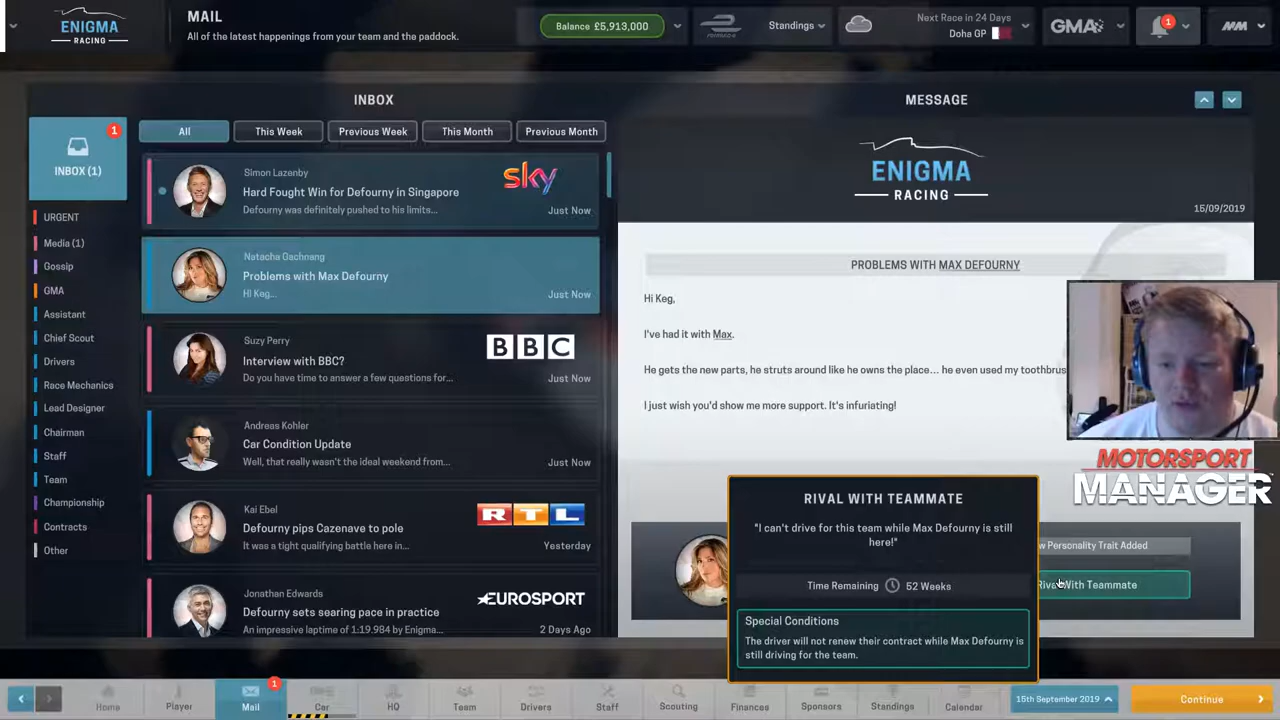 ENIGMA
RACING
MAIL
All of the latest happenings from your team and the paddock.
Balance £5,913,000
Standings
Next Race in 24 Days
Doha GP
GMA
1
INBOX
MESSAGE
1
INBOX (1)
All
This Week
Previous Week
This Month
Previous Month
URGENT
Media (1)
Gossip
GMA
Assistant
Chief Scout
Drivers
Race Mechanics
Lead Designer
Chairman
Staff
Team
Championship
Contracts
Other
Simon Lazenby
Hard Fought Win for Defourny in Singapore
Defourny was definitely pushed to his limits...
sky
Just Now
Natacha Gachnang
Problems with Max Defourny
Hi Keg...
Just Now
Suzy Perry
Interview with BBC?
Do you have time to answer a few questions for...
BBC
Just Now
Andreas Kohler
Car Condition Update
Well, that really wasn't the ideal weekend from...
Just Now
Kai Ebel
Defourny pips Cazenave to pole
It was a tight qualifying battle here in...
RTL
Yesterday
Jonathan Edwards
Defourny sets searing pace in practice
An impressive laptime of 1:19.984 by Enigma...
EUROSPORT
2 Days Ago
ENIGMA
RACING
15/09/2019
PROBLEMS WITH MAX DEFOURNY
Hi Keg,
I've had it with Max.
He gets the new parts, he struts around like he owns the place... he even used my toothbrus
I just wish you'd show me more support. It's infuriating!
MOTORSPORT
MANAGER
RIVAL WITH TEAMMATE
"I can't drive for this team while Max Defourny is still
here!"
Time Remaining 52 Weeks
Special Conditions
The driver will not renew their contract while Max Defourny is
still driving for the team.
w Personality Trait Added
Rival With Teammate
Home
Player
1
Mail
Car
HQ
Team
Drivers
Staff
Scouting
Finances
Sponsors
Standings
Calendar
15th September 2019
Continue